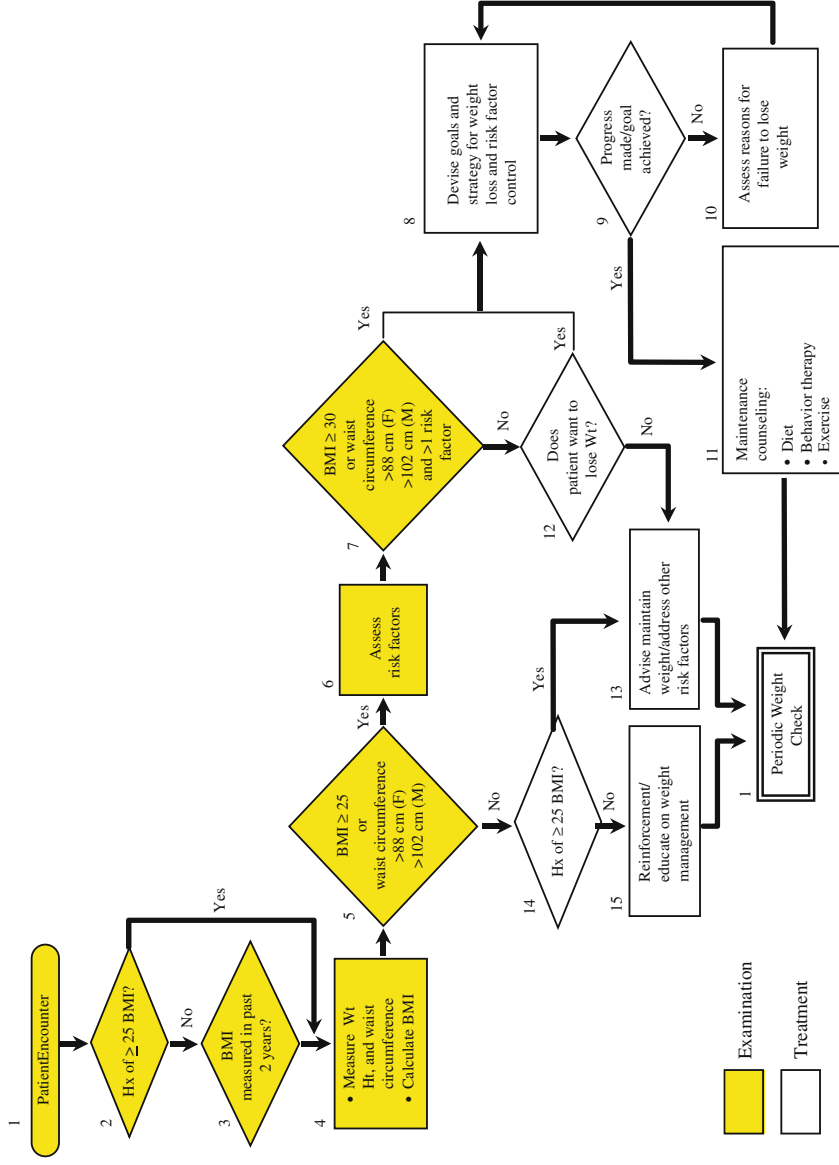 1
PatientEncounter
2
Hx of ≥ 25 BMI?
Yes
No
3
BMI
measured in past
2 years?
4
• Measure Wt
Ht, and waist
circumference
• Calculate BMI
5
BMI ≥ 25
or
waist circumference
>88 cm (F)
>102 cm (M)
Yes
No
6
Assess
risk factors
7
BMI ≥ 30
or waist
circumference
>88 cm (F)
>102 cm (M)
and >1 risk
factor
Yes
No
8
Devise goals and
strategy for weight
loss and risk factor
control
9
Progress
made/goal
achieved?
Yes
No
10
Assess reasons for
failure to lose
weight
11
Maintenance
counseling:
• Diet
• Behavior therapy
• Exercise
12
Does
patient want to
lose Wt?
Yes
No
14
Hx of ≥ 25 BMI?
Yes
No
13
Advise maintain
weight/address other
risk factors
15
Reinforcement/
educate on weight
management
1
Periodic Weight
Check
Examination
Treatment